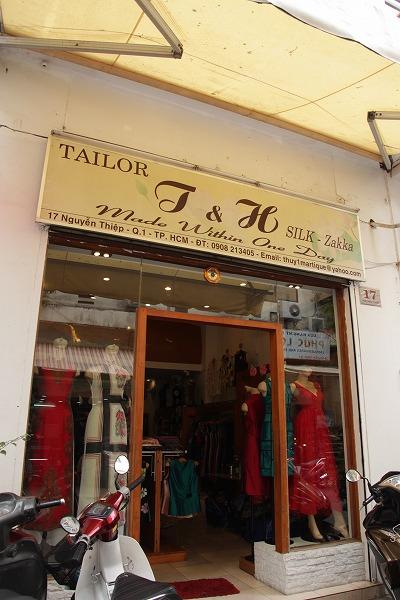 TAILOR
T & H SILK - Zakka
Made Within One Day
17 Nguyễn Thiệp - Q.1 - TP. HCM - ĐT: 0908 213405 - Email: thuy1martique@yahoo.com
17
PHÚC